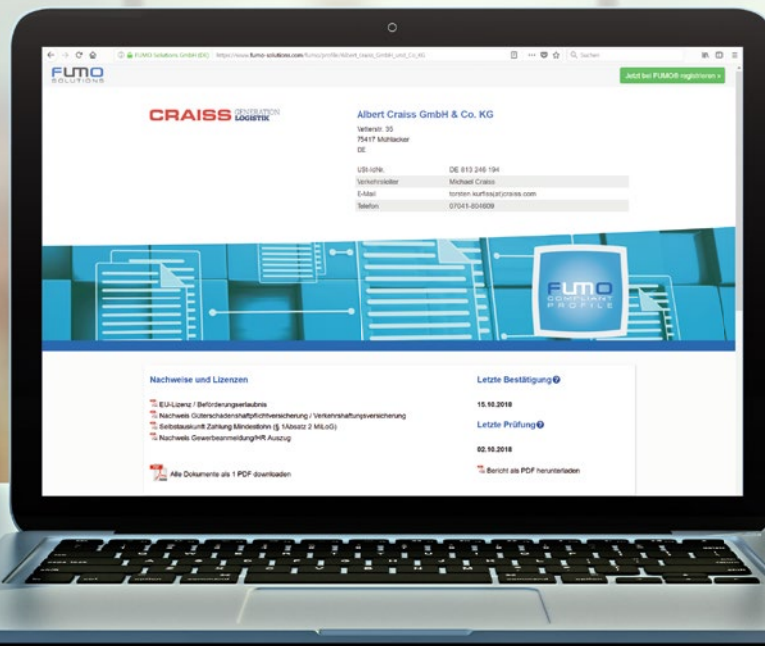 FUMO Solutions GmbH (DE) https://www.fumo-solutions.com/fumo/profile/Albert_Craiss_GmbH_und_Co_KG
Suchen
FUMO
SOLUTIONS
Jetzt bei FUMO® registrieren »
CRAISS GENERATION
LOGISTIK
Albert Craiss GmbH & Co. KG
75417 Mühlacker
DE
USt-IdNr. DE 813 246 194
Verkehrsleiter Michael Craiss
E-Mail torsten.kurfiss(at)craiss.com
Telefon 07041-804609
FUMO
COMPLIANT
PROFILE
Nachweise und Lizenzen
EU-Lizenz / Beförderungserlaubnis
Nachweis Güterschadenshaftpflichtversicherung / Verkehrshaftungsversicherung
Selbstauskunft Zahlung Mindestlohn (§ 1Absatz 2 MiLoG)
Nachweis Gewerbeanmeldung/HR Auszug
Alle Dokumente als 1 PDF downloaden
Letzte Bestätigung
15.10.2018
Letzte Prüfung
02.10.2018
Bericht als PDF herunterladen
option
command
command
option